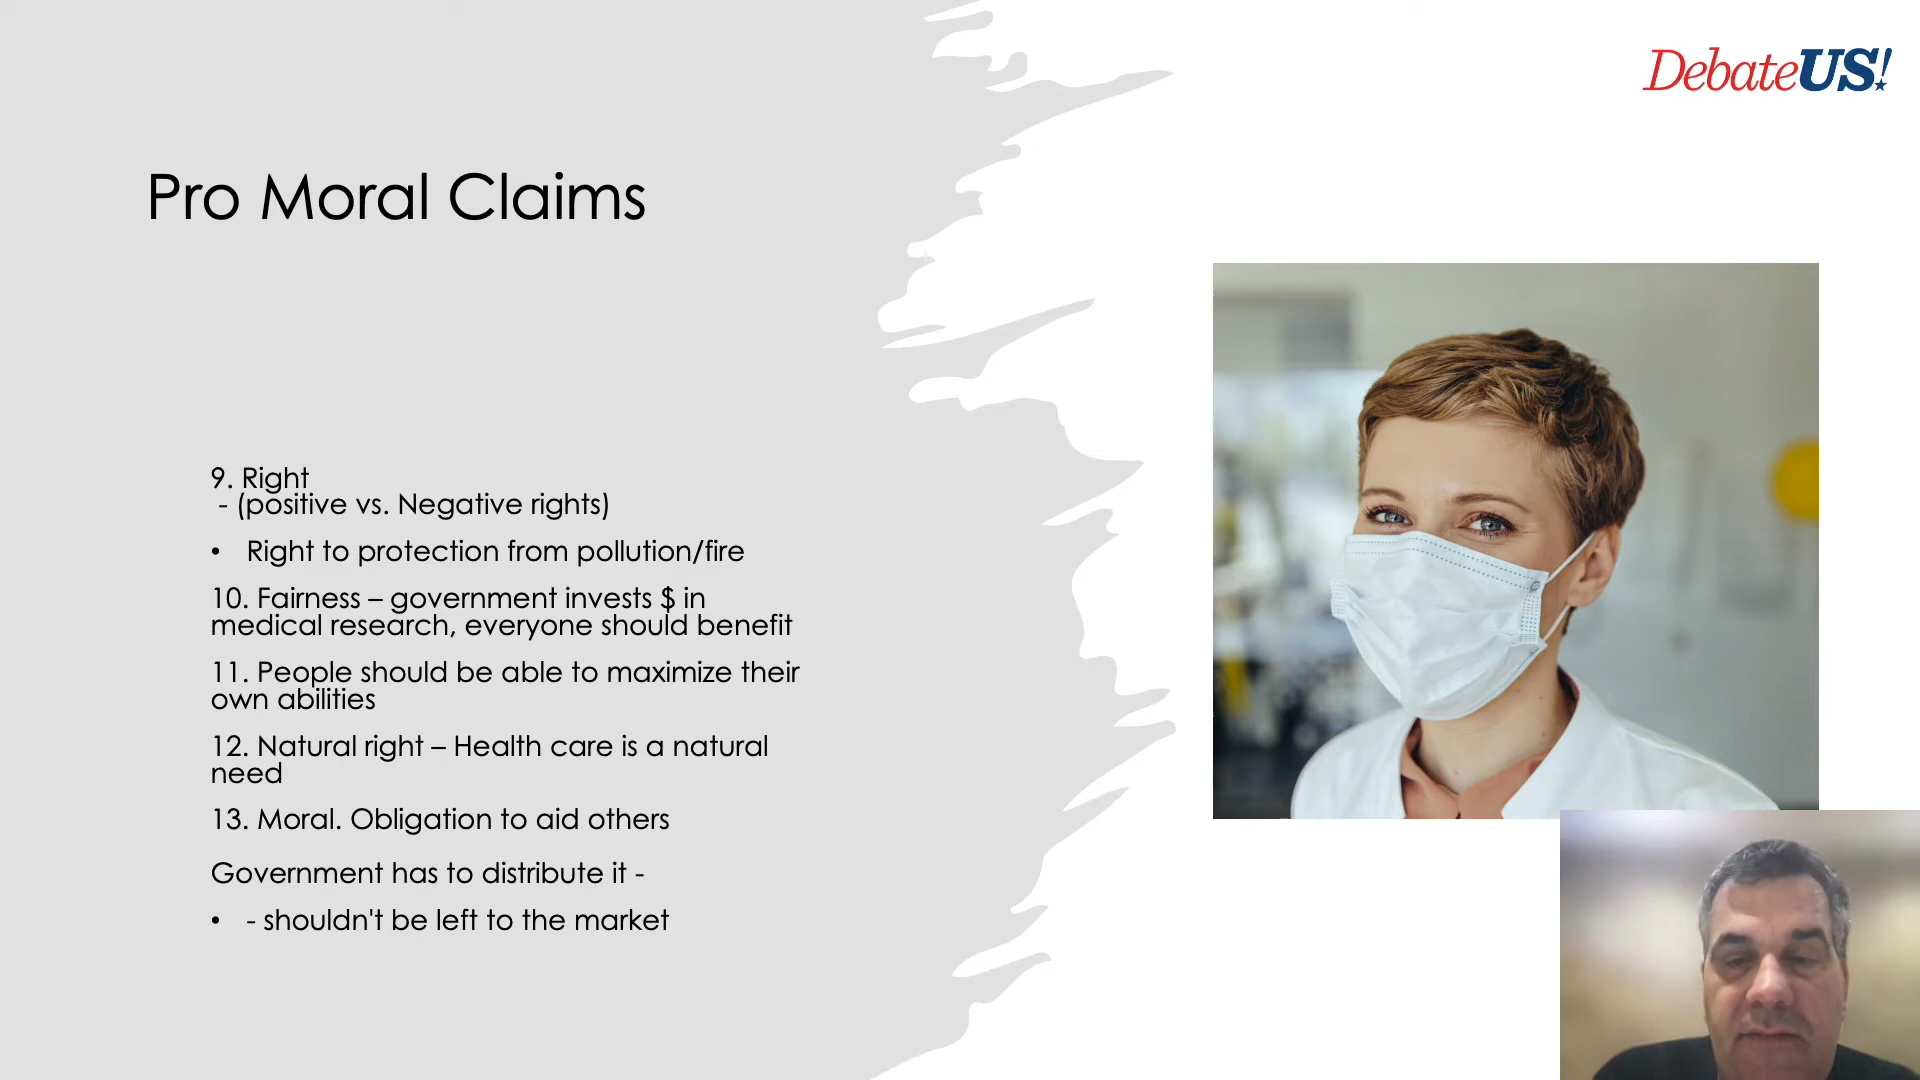 DebateUS!
Pro Moral Claims
9. Right
- (positive vs. Negative rights)
• Right to protection from pollution/fire
10. Fairness – government invests $ in
medical research, everyone should benefit
11. People should be able to maximize their
own abilities
12. Natural right – Health care is a natural
need
13. Moral. Obligation to aid others
Government has to distribute it -
• - shouldn't be left to the market